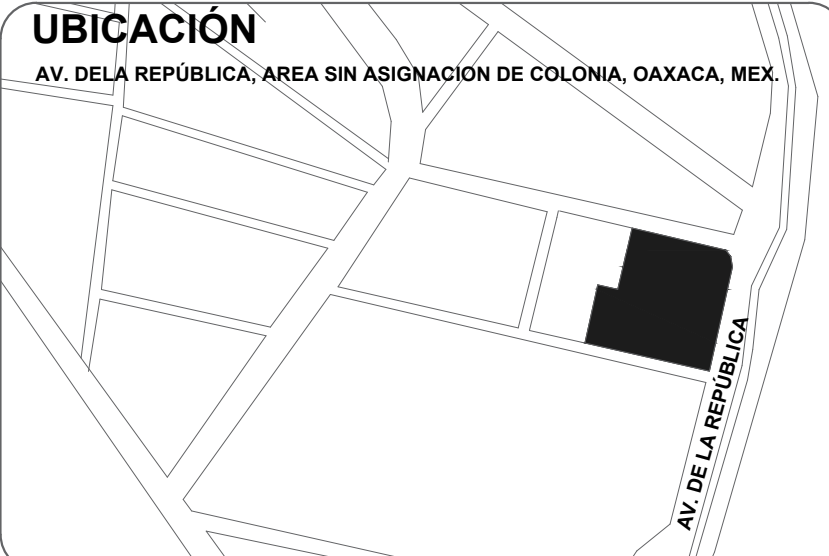 UBICACIÓN
AV. DELA REPÚBLICA, AREA SIN ASIGNACION DE COLONIA, OAXACA, MEX.
AV. DE LA REPÚBLICA